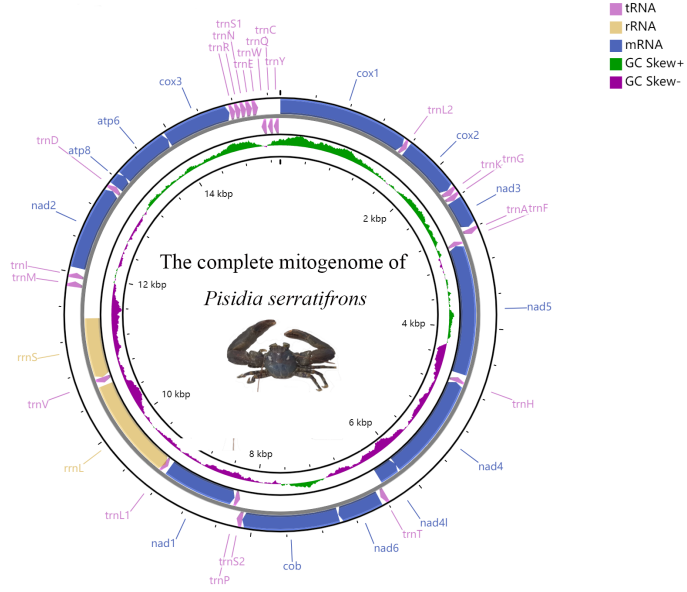 tRNA
rRNA
mRNA
GC Skew+
GC Skew-
trnS1
trnN
trnR
trnC
trnQ
trnW
trnE
trnY
cox3
cox1
atp6
trnL2
trnD
atp8
cox2
trnG
trnK
nad3
nad2
trnA
trnF
14 kbp
2 kbp
The complete mitogenome of
Pisidia serratifrons
trnI
trnM
12 kbp
nad5
4 kbp
rrnS
trnV
10 kbp
6 kbp
trnH
8 kbp
rrnL
nad4
trnL1
nad1
nad4l
trnT
nad6
trnS2
cob
trnP